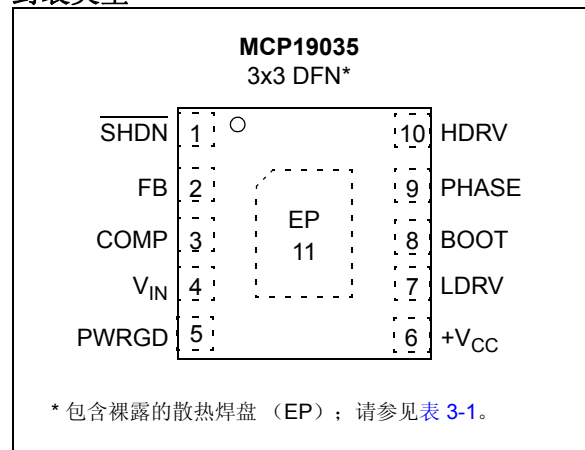 MCP19035
3x3 DFN*
SHDN 1 10 HDRV
FB 2 9 PHASE
EP
COMP 3 8 BOOT
11
VIN 4 7 LDRV
PWRGD 5 6 +VCC
* 包含裸露的散热焊盘 （EP）；请参见表 3-1。